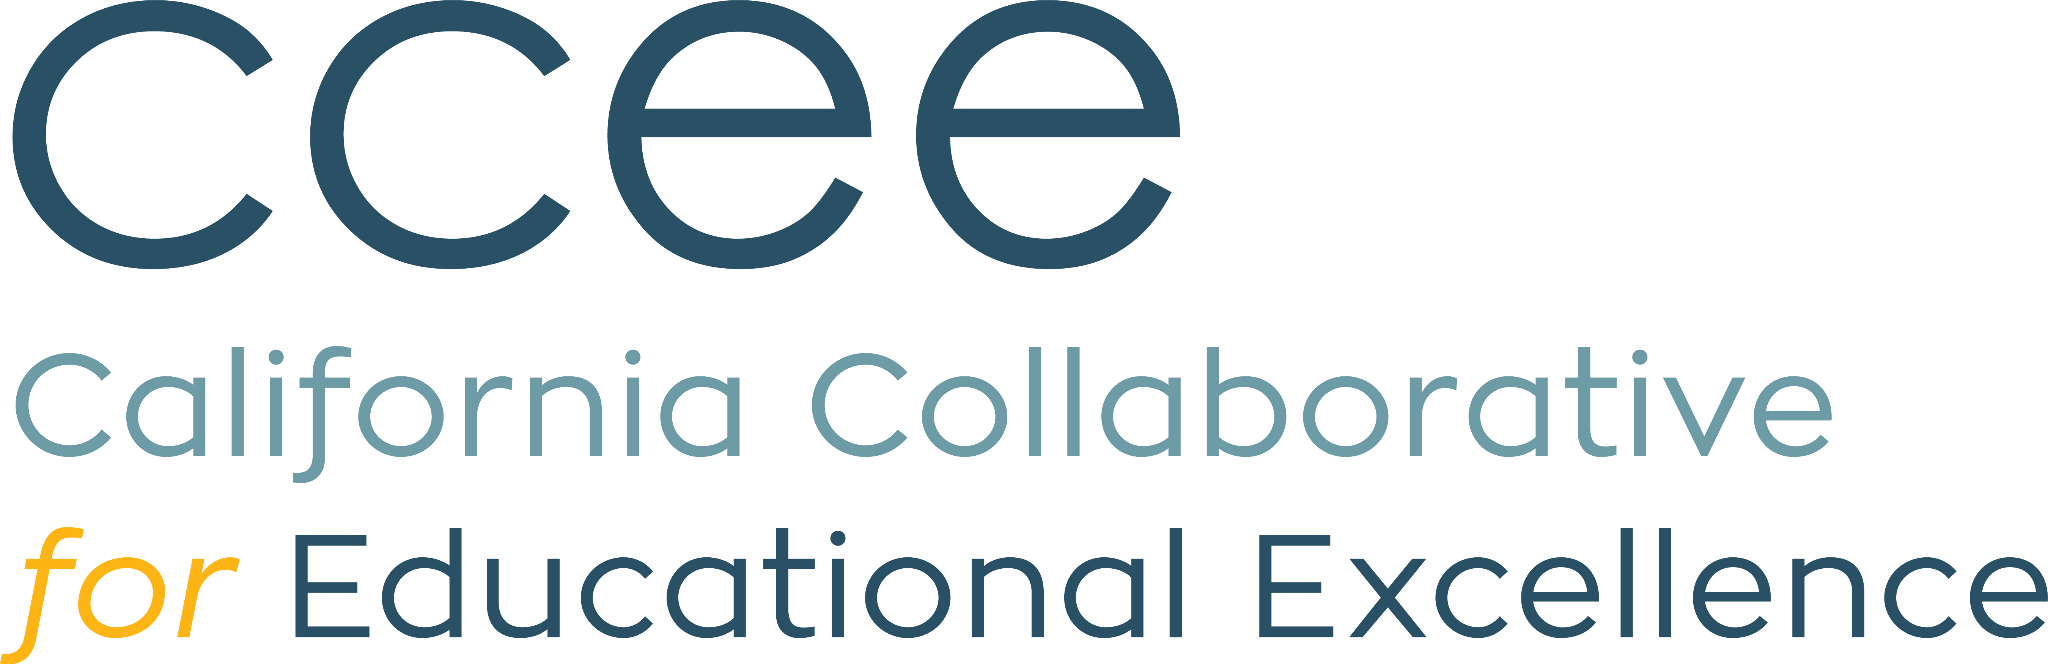 ccee
California Collaborative
for Educational Excellence